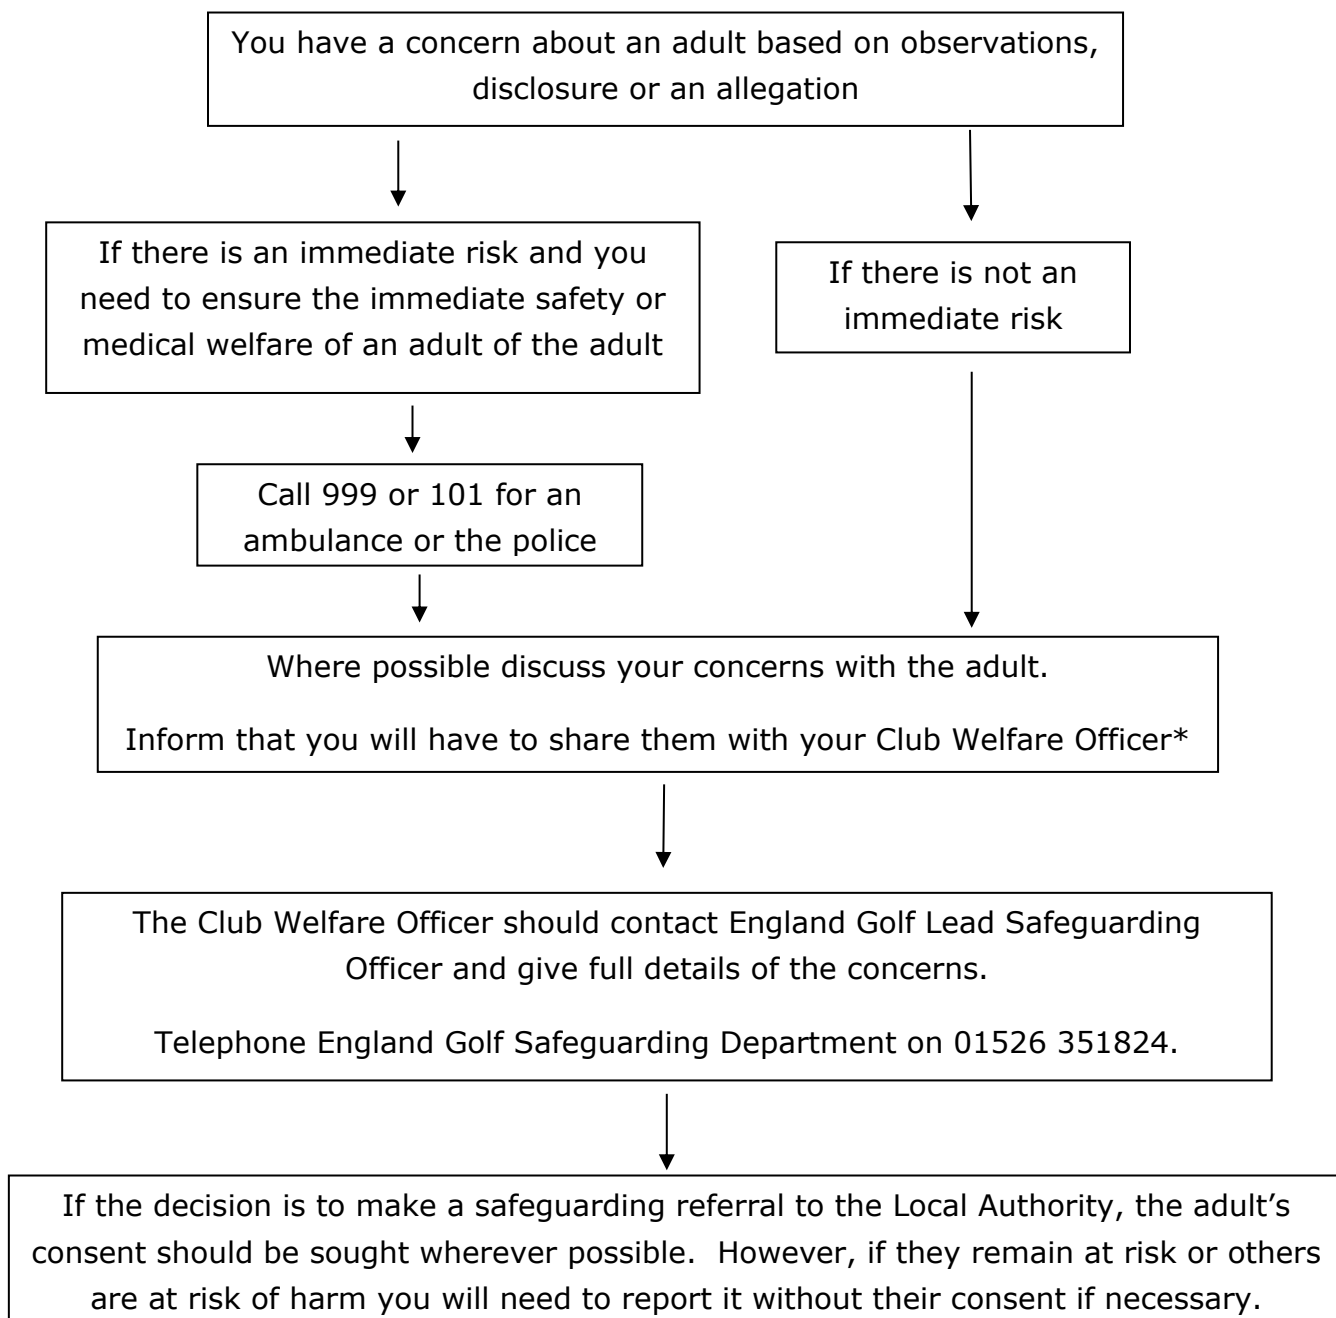 You have a concern about an adult based on observations,
disclosure or an allegation
If there is an immediate risk and you
need to ensure the immediate safety or
medical welfare of an adult of the adult
If there is not an
immediate risk
Call 999 or 101 for an
ambulance or the police
Where possible discuss your concerns with the adult.
Inform that you will have to share them with your Club Welfare Officer*
The Club Welfare Officer should contact England Golf Lead Safeguarding
Officer and give full details of the concerns.
Telephone England Golf Safeguarding Department on 01526 351824.
If the decision is to make a safeguarding referral to the Local Authority, the adult’s
consent should be sought wherever possible.  However, if they remain at risk or others
are at risk of harm you will need to report it without their consent if necessary.